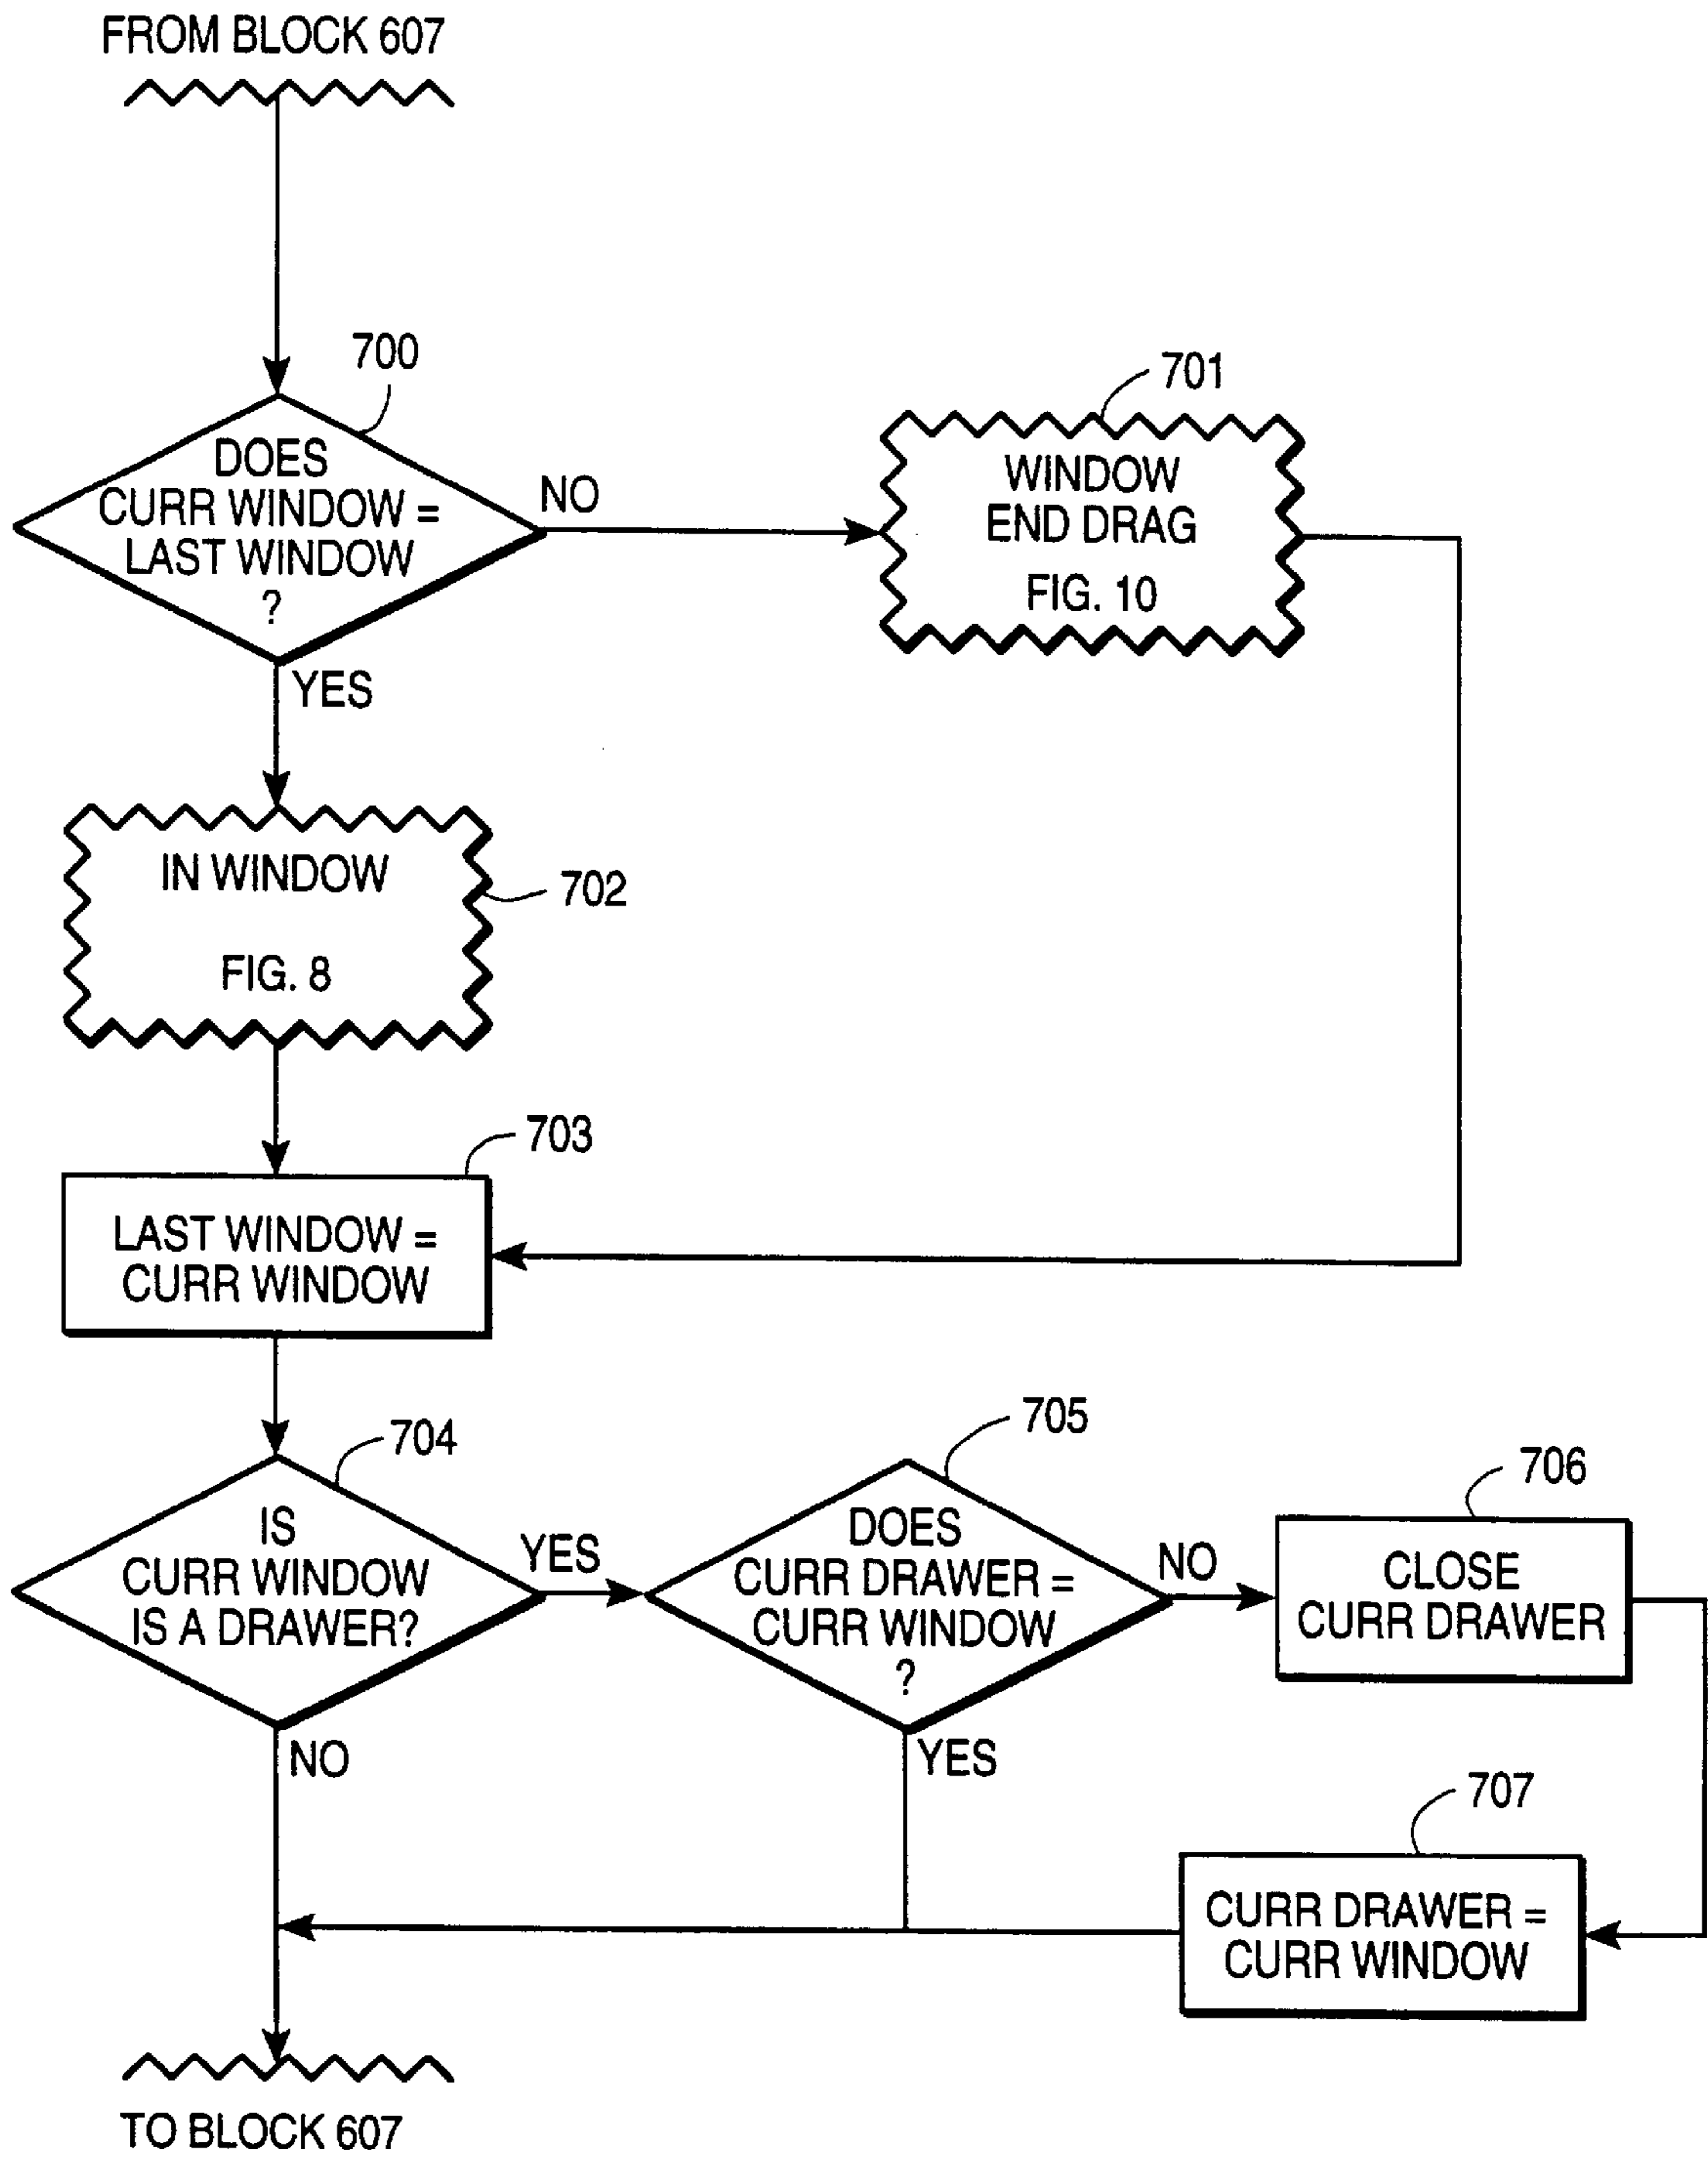 FROM BLOCK 607
700
DOES
CURR WINDOW =
LAST WINDOW
?
NO
YES
701
WINDOW
END DRAG
FIG. 10
IN WINDOW
FIG. 8
702
703
LAST WINDOW =
CURR WINDOW
704
IS
CURR WINDOW
IS A DRAWER?
YES
NO
705
DOES
CURR DRAWER =
CURR WINDOW
?
NO
YES
706
CLOSE
CURR DRAWER
707
CURR DRAWER =
CURR WINDOW
TO BLOCK 607